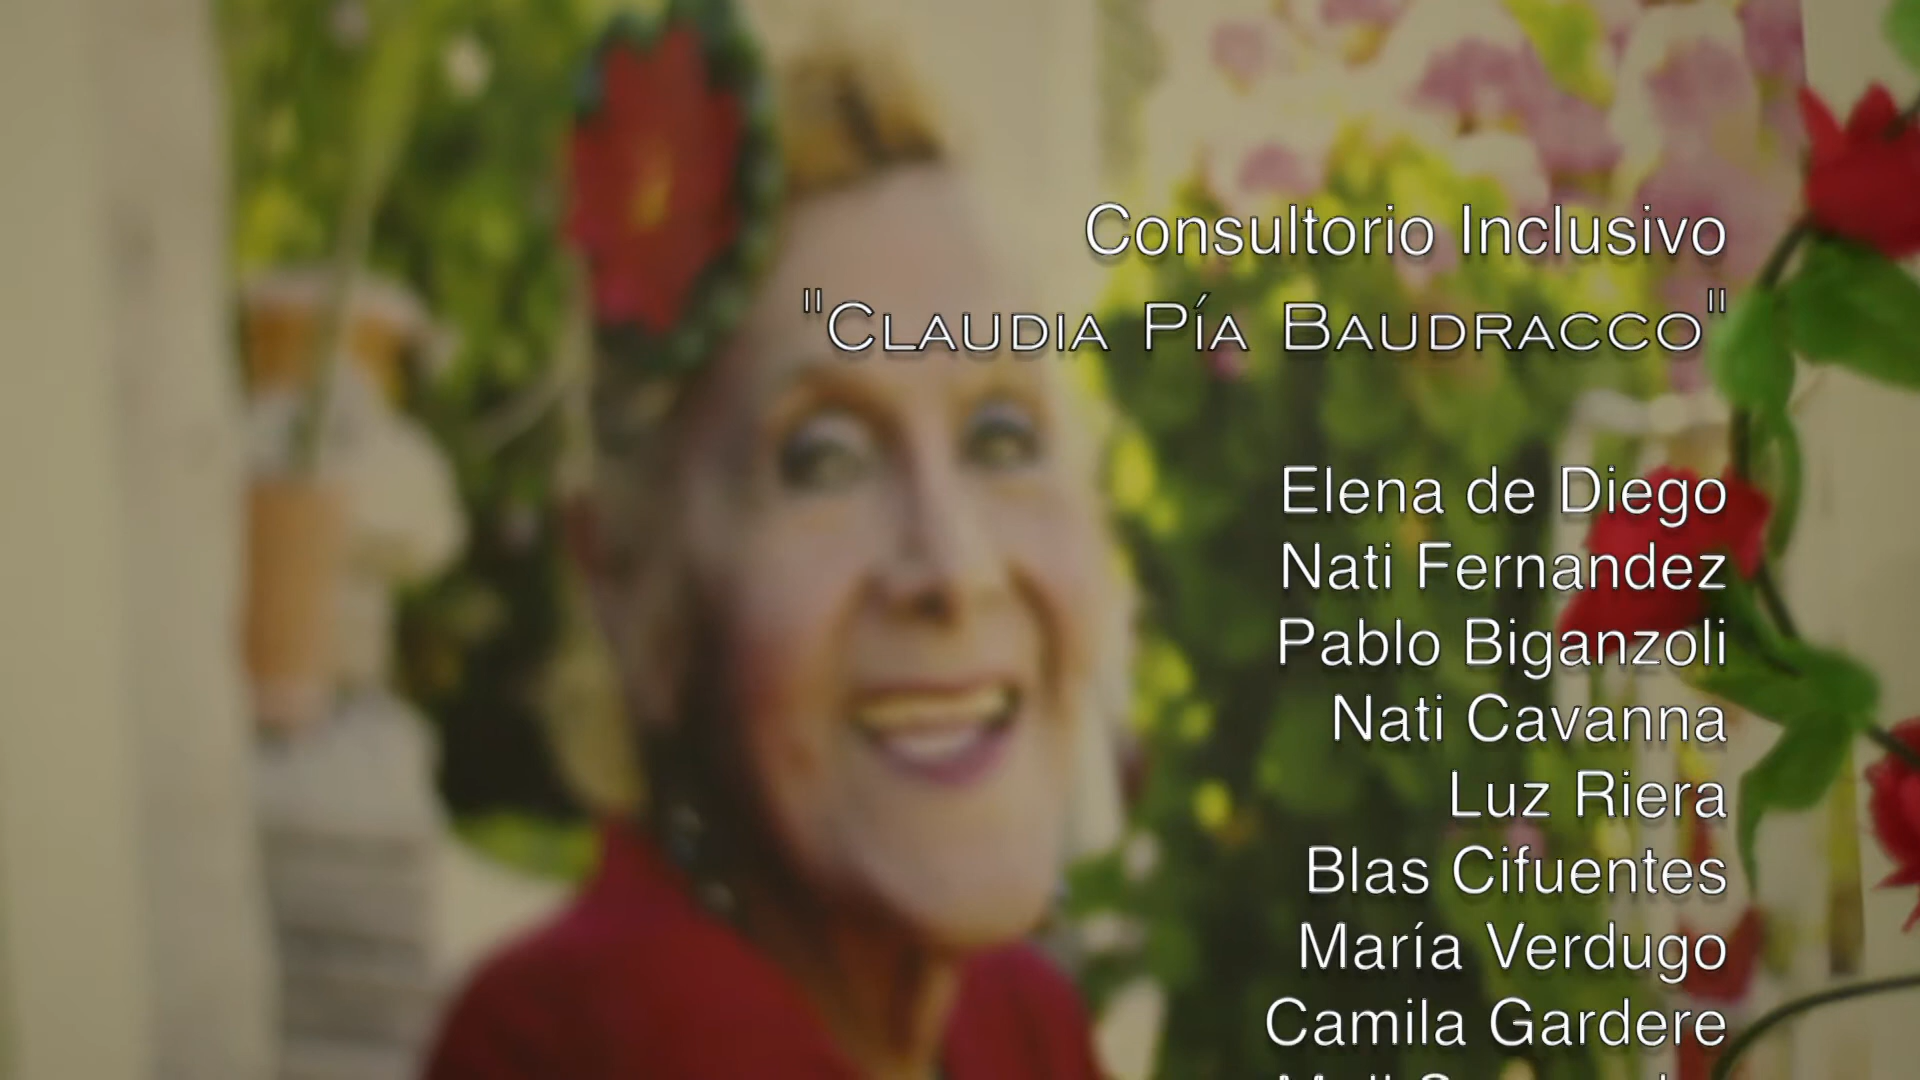 Consultorio Inclusivo
"CLAUDIA PÍA BAUDRACCO"
Elena de Diego
Nati Fernandez
Pablo Biganzoli
Nati Cavanna
Luz Riera
Blas Cifuentes
María Verdugo
Camila Gardere